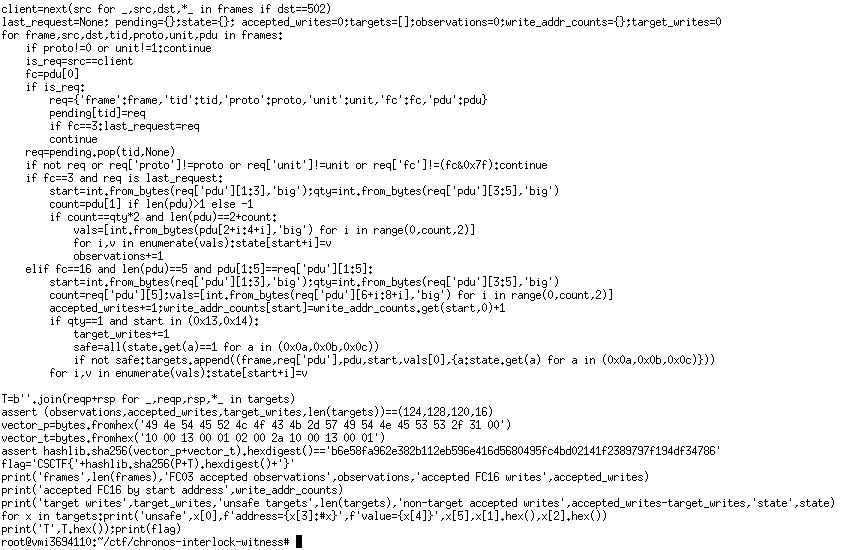 client=next(src for _,src,dst,*_ in frames if dst==502)
last_request=None; pending={};state={}; accepted_writes=0;targets=[];observations=0;write_addr_counts={};target_writes=0
for frame,src,dst,tid,proto,unit,pdu in frames:
    if proto!=0 or unit!=1:continue
    is_req=src==client
    fc=pdu[0]
    if is_req:
        req={'frame':frame,'tid':tid,'proto':proto,'unit':unit,'fc':fc,'pdu':pdu}
        pending[tid]=req
        if fc==3:last_request=req
        continue
    req=pending.pop(tid,None)
    if not req or req['proto']!=proto or req['unit']!=unit or req['fc']!=(fc&0x7f):continue
    if fc==3 and req is last_request:
        start=int.from_bytes(req['pdu'][1:3],'big');qty=int.from_bytes(req['pdu'][3:5],'big')
        count=pdu[1] if len(pdu)>1 else -1
        if count==qty*2 and len(pdu)==2+count:
            vals=[int.from_bytes(pdu[2+i:4+i],'big') for i in range(0,count,2)]
            for i,v in enumerate(vals):state[start+i]=v
            observations+=1
    elif fc==16 and len(pdu)==5 and pdu[1:5]==req['pdu'][1:5]:
        start=int.from_bytes(req['pdu'][1:3],'big');qty=int.from_bytes(req['pdu'][3:5],'big')
        count=req['pdu'][5];vals=[int.from_bytes(req['pdu'][6+i:8+i],'big') for i in range(0,count,2)]
        accepted_writes+=1;write_addr_counts[start]=write_addr_counts.get(start,0)+1
        if qty==1 and start in (0x13,0x14):
            target_writes+=1
            safe=all(state.get(a)==1 for a in (0x0a,0x0b,0x0c))
            if not safe:targets.append((frame,req['pdu'],pdu,start,vals[0],{a:state.get(a) for a in (0x0a,0x0b,0x0c)}))
        for i,v in enumerate(vals):state[start+i]=v

T=b''.join(reqp+rsp for _,reqp,rsp,*_ in targets)
assert (observations,accepted_writes,target_writes,len(targets))==(124,128,120,16)
vector_p=bytes.fromhex('49 4e 54 45 52 4c 4f 43 4b 2d 57 49 54 4e 45 53 53 2f 31 00')
vector_t=bytes.fromhex('10 00 13 00 01 02 00 2a 10 00 13 00 01')
assert hashlib.sha256(vector_p+vector_t).hexdigest()=='b6e58fa962e382b112eb596e416d5680495fc4bd02141f2389797f194df34786'
flag='CSCTF{'+hashlib.sha256(P+T).hexdigest()+'}'
print('frames',len(frames),'FC03 accepted observations',observations,'accepted FC16 writes',accepted_writes)
print('accepted FC16 by start address',write_addr_counts)
print('target writes',target_writes,'unsafe targets',len(targets),'non-target accepted writes',accepted_writes-target_writes,'state',state)
for x in targets:print('unsafe',x[0],f'address={x[3]:#x}',f'value={x[4]}',x[5],x[1].hex(),x[2].hex())
print('T',T.hex());print(flag)
root@vmi3694110:~/ctf/chronos-interlock-witness#